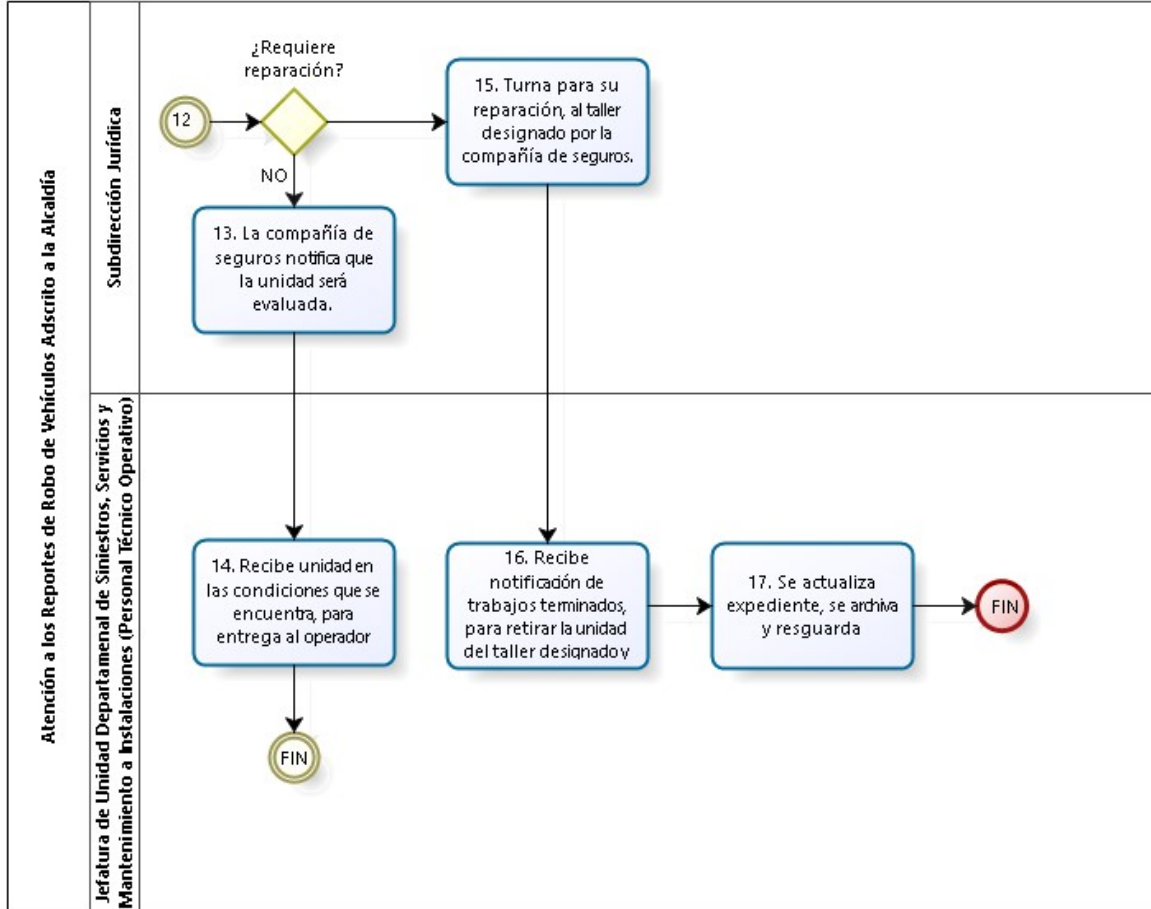 Atención a los Reportes de Robo de Vehículos Adscrito a la Alcaldía
Subdirección Jurídica
¿Requiere
reparación?
12
NO
15. Turna para su
reparación, al taller
designado por la
compañía de seguros.
13. La compañía de
seguros notifica que
la unidad será
evaluada.
Jefatura de Unidad Departamenal de Siniestros, Servicios y
Mantenimiento a Instalaciones (Personal Técnico Operativo)
14. Recibe unidad en
las condiciones que se
encuentra, para
entrega al operador
FIN
16. Recibe
notificación de
trabajos terminados,
para retirar la unidad
del taller designado y
17. Se actualiza
expediente, se archiva
y resguarda
FIN